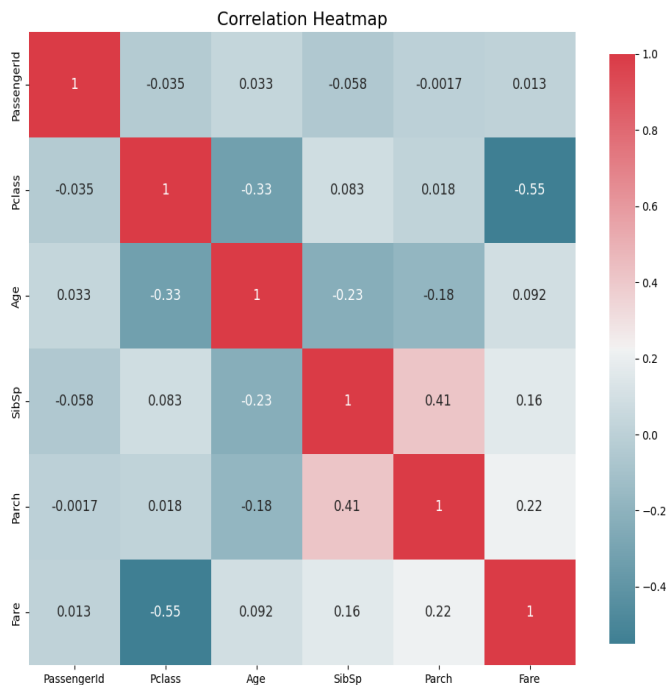 Correlation Heatmap
PassengerId 1 -0.035 0.033 -0.058 -0.0017 0.013
Pclass -0.035 1 -0.33 0.083 0.018 -0.55
Age 0.033 -0.33 1 -0.23 -0.18 0.092
SibSp -0.058 0.083 -0.23 1 0.41 0.16
Parch -0.0017 0.018 -0.18 0.41 1 0.22
Fare 0.013 -0.55 0.092 0.16 0.22 1
PassengerId Pclass Age SibSp Parch Fare
1.0
0.8
0.6
0.4
0.2
0.0
−0.2
−0.4